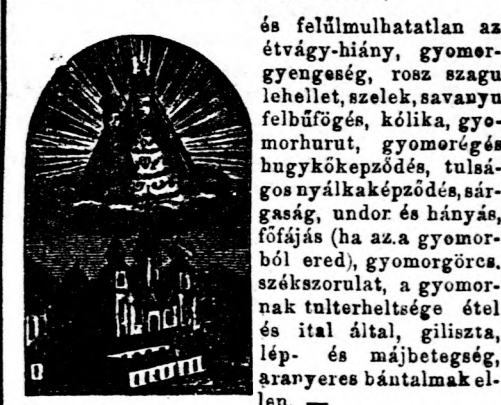 és felülmulhatatlan az
étvágy-hiány, gyomor-
gyengeség, rosz szagu
lehellet, szelek, savanyu
felbűfögés, kólika, gyo-
morhurut, gyomorégés
hugykőkepződés, tulsá-
gos nyálkaképződés, sár-
gaság, undor és hányás,
főfájás (ha az.a gyomor-
ból ered), gyomorgörcs.
székszorulat, a gyomor-
nak tulterheltsége étel
és ital által, giliszta,
lép- és májbetegség,
aranyeres bántalmak el-
len. —